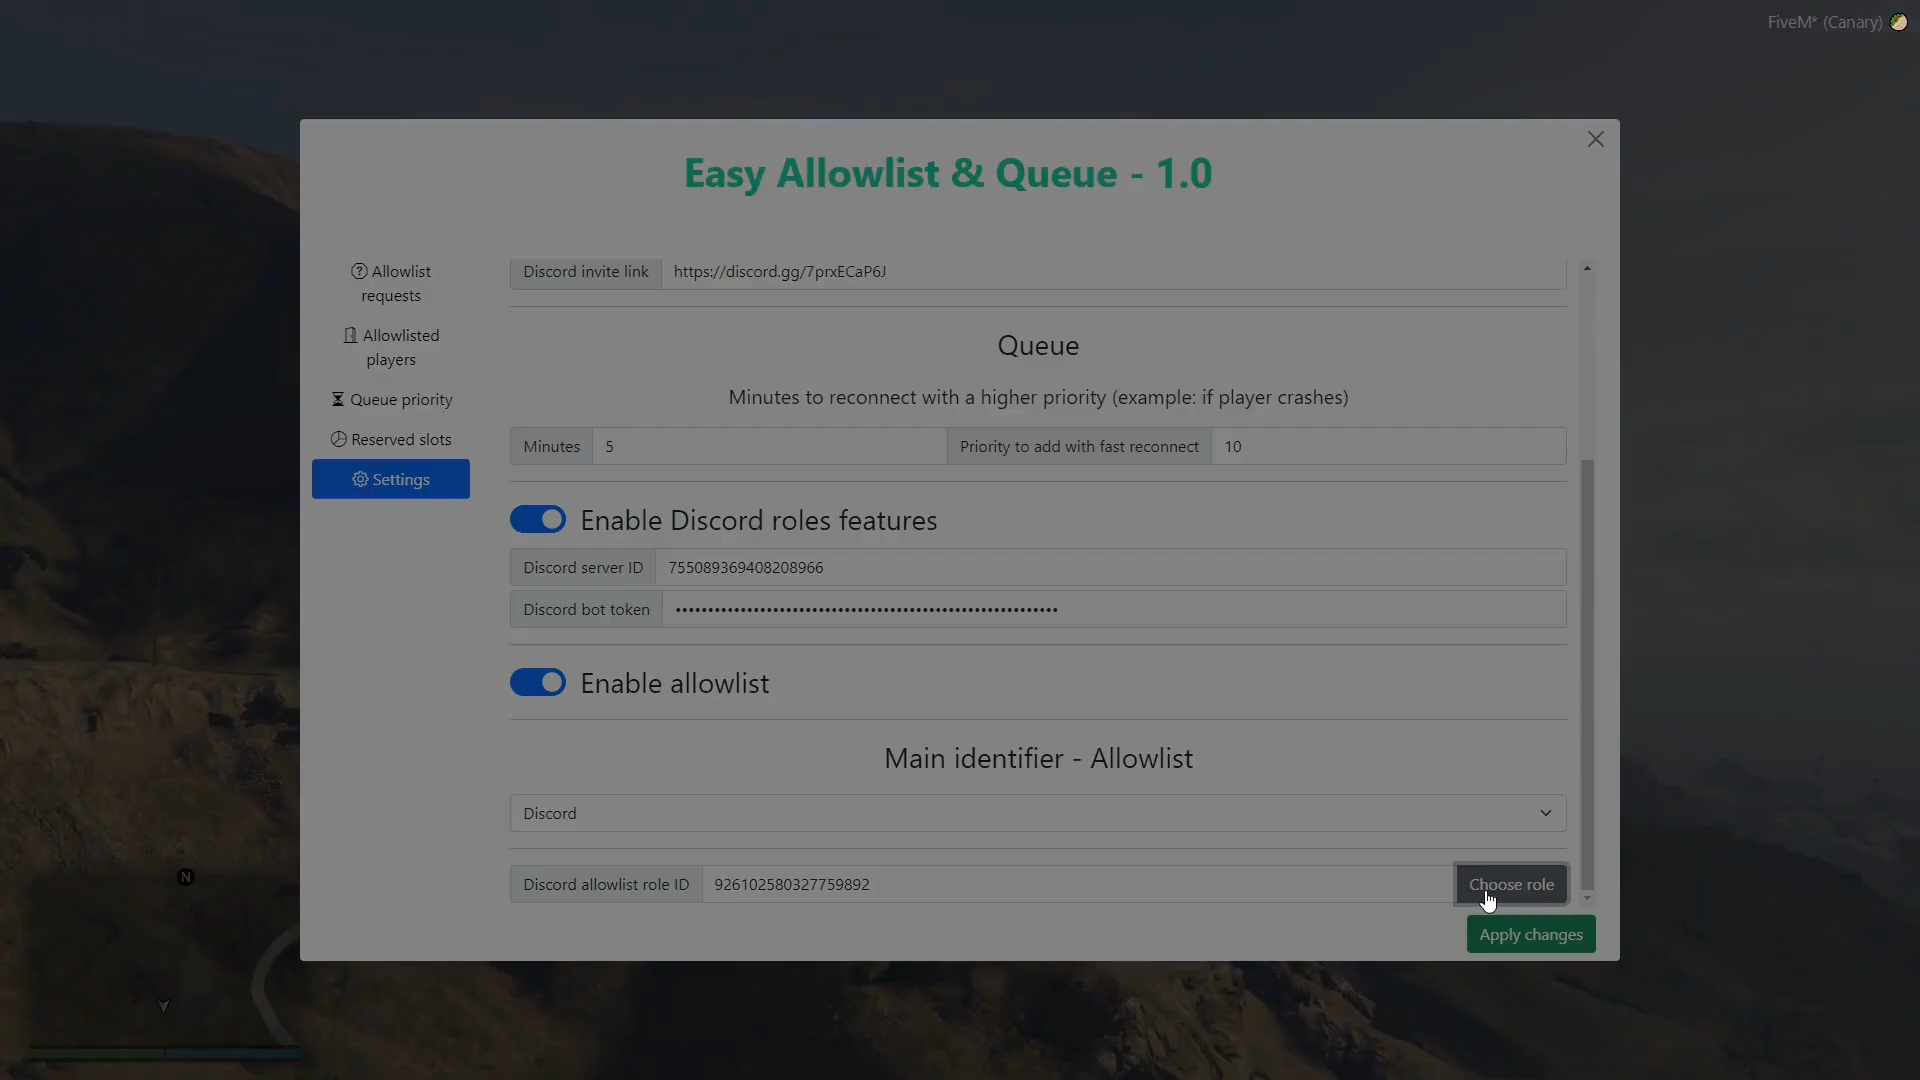 FiveM* (Canary)
Easy Allowlist & Queue - 1.0
Allowlist
requests
Allowlisted
players
Queue priority
Reserved slots
Settings
Discord invite link https://discord.gg/7prxECaP6J
Queue
Minutes to reconnect with a higher priority (example: if player crashes)
Minutes 5 Priority to add with fast reconnect 10
Enable Discord roles features
Discord server ID 755089369408208966
Discord bot token ••••••••••••••••••••••••••••••••••••••••••••••••••••••••••
Enable allowlist
Main identifier - Allowlist
Discord
Discord allowlist role ID 926102580327759892 Choose role
Apply changes
N